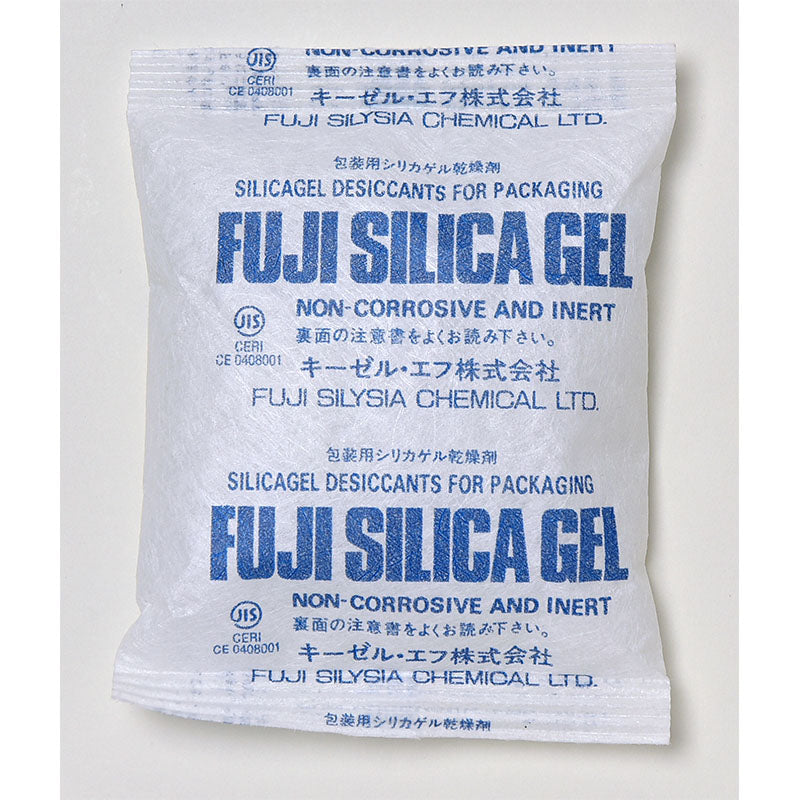 NON-CORROSIVE AND INERT
JIS
裏面の注意書をよくお読み下さい。
CERI
CE 0408001
キーゼル・エフ株式会社
FUJI SILYSIA CHEMICAL LTD.
包装用シリカゲル乾燥剤
SILICAGEL DESICCANTS FOR PACKAGING
FUJI SILICA GEL
NON-CORROSIVE AND INERT
JIS
裏面の注意書をよくお読み下さい。
CERI
CE 0408001
キーゼル・エフ株式会社
FUJI SILYSIA CHEMICAL LTD.
包装用シリカゲル乾燥剤
SILICAGEL DESICCANTS FOR PACKAGING
FUJI SILICA GEL
NON-CORROSIVE AND INERT
JIS
裏面の注意書をよくお読み下さい。
CERI
CE 0408001
キーゼル・エフ株式会社
FUJI SILYSIA CHEMICAL LTD.
包装用シリカゲル乾燥剤